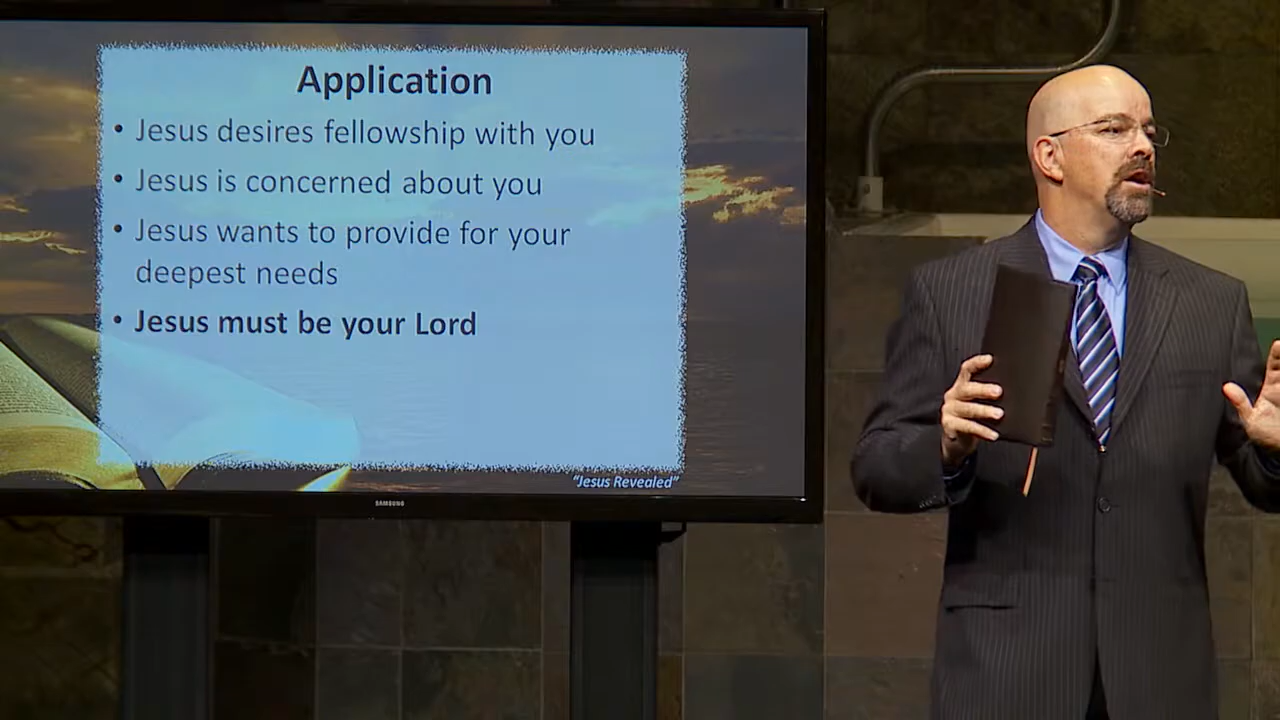 Application
• Jesus desires fellowship with you
• Jesus is concerned about you
• Jesus wants to provide for your
deepest needs
• Jesus must be your Lord
“Jesus Revealed”
SAMSUNG